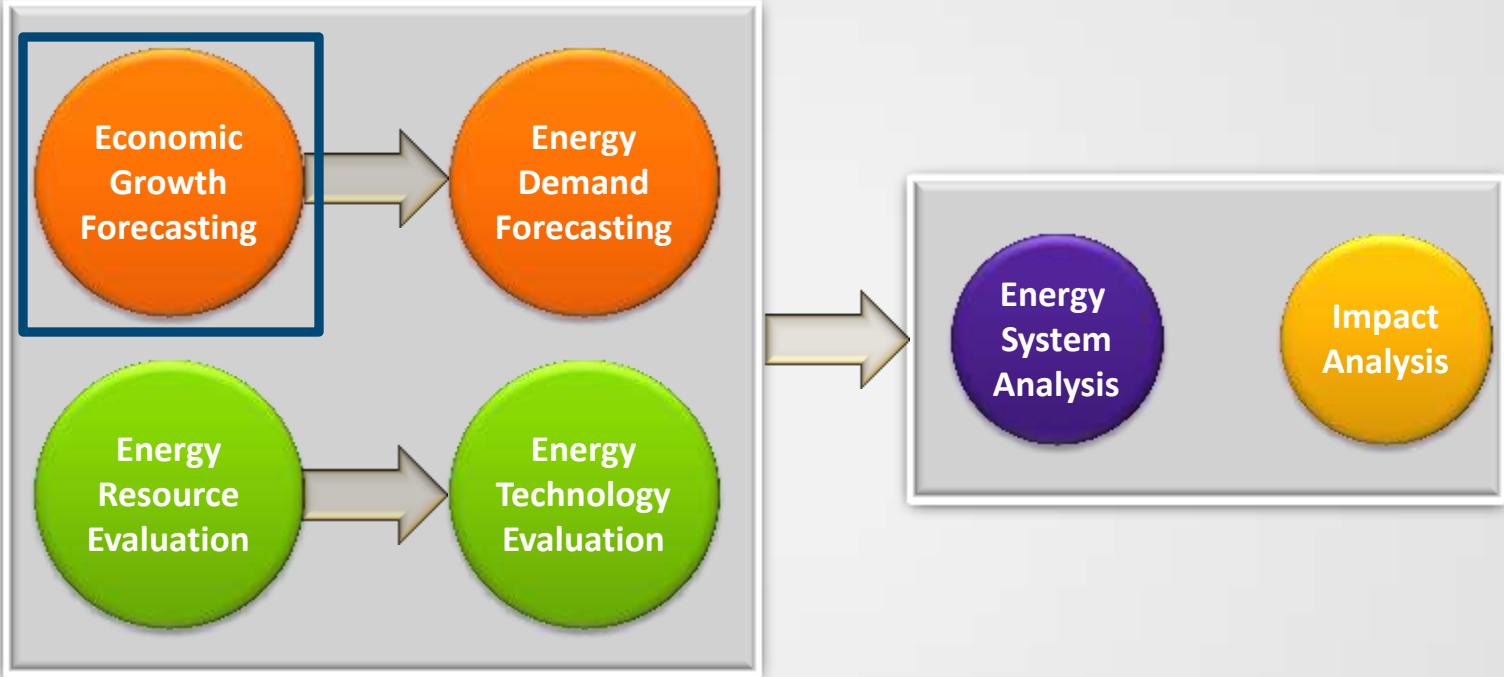 Economic
Growth
Forecasting
Energy
Demand
Forecasting
Energy
Resource
Evaluation
Energy
Technology
Evaluation
Energy
System
Analysis
Impact
Analysis